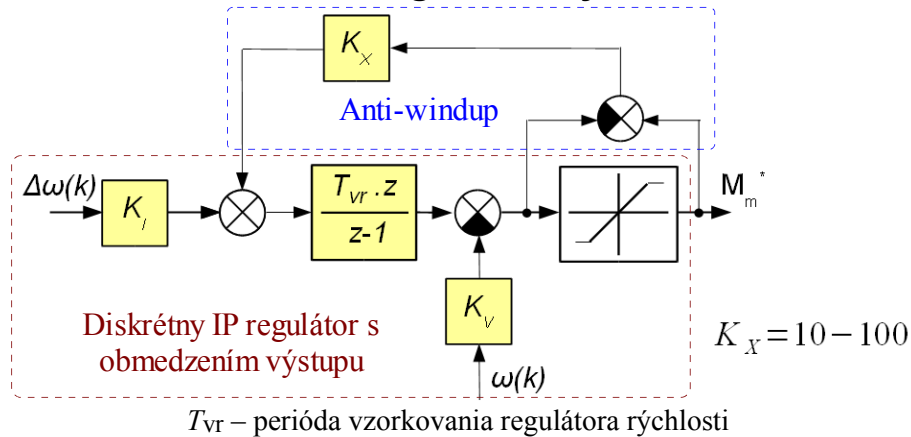 K_X
Anti-windup
Δω(k)
K_I
T_vr . z
z-1
M_m^*
K_V
Diskrétny IP regulátor s
obmedzením výstupu
ω(k)
K_X = 10 − 100
T_vr – perióda vzorkovania regulátora rýchlosti